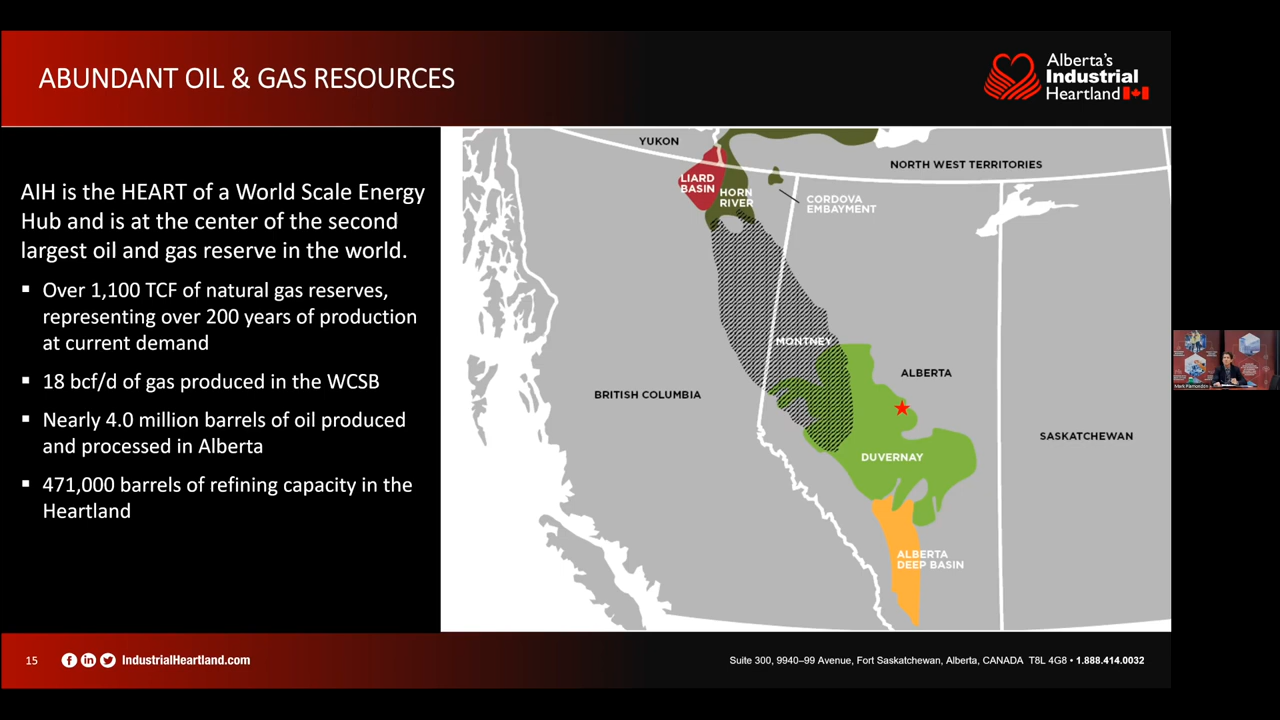 ABUNDANT OIL & GAS RESOURCES
Alberta's
Industrial
Heartland
AIH is the HEART of a World Scale Energy
Hub and is at the center of the second
largest oil and gas reserve in the world.
▪ Over 1,100 TCF of natural gas reserves,
representing over 200 years of production
at current demand
▪ 18 bcf/d of gas produced in the WCSB
▪ Nearly 4.0 million barrels of oil produced
and processed in Alberta
▪ 471,000 barrels of refining capacity in the
Heartland
YUKON
NORTH WEST TERRITORIES
LIARD
BASIN
HORN
RIVER
CORDOVA
EMBAYMENT
MONTNEY
ALBERTA
BRITISH COLUMBIA
SASKATCHEWAN
DUVERNAY
ALBERTA
DEEP BASIN
15
IndustrialHeartland.com
Suite 300, 9940–99 Avenue, Fort Saskatchewan, Alberta, CANADA T8L 4G8 • 1.888.414.0032